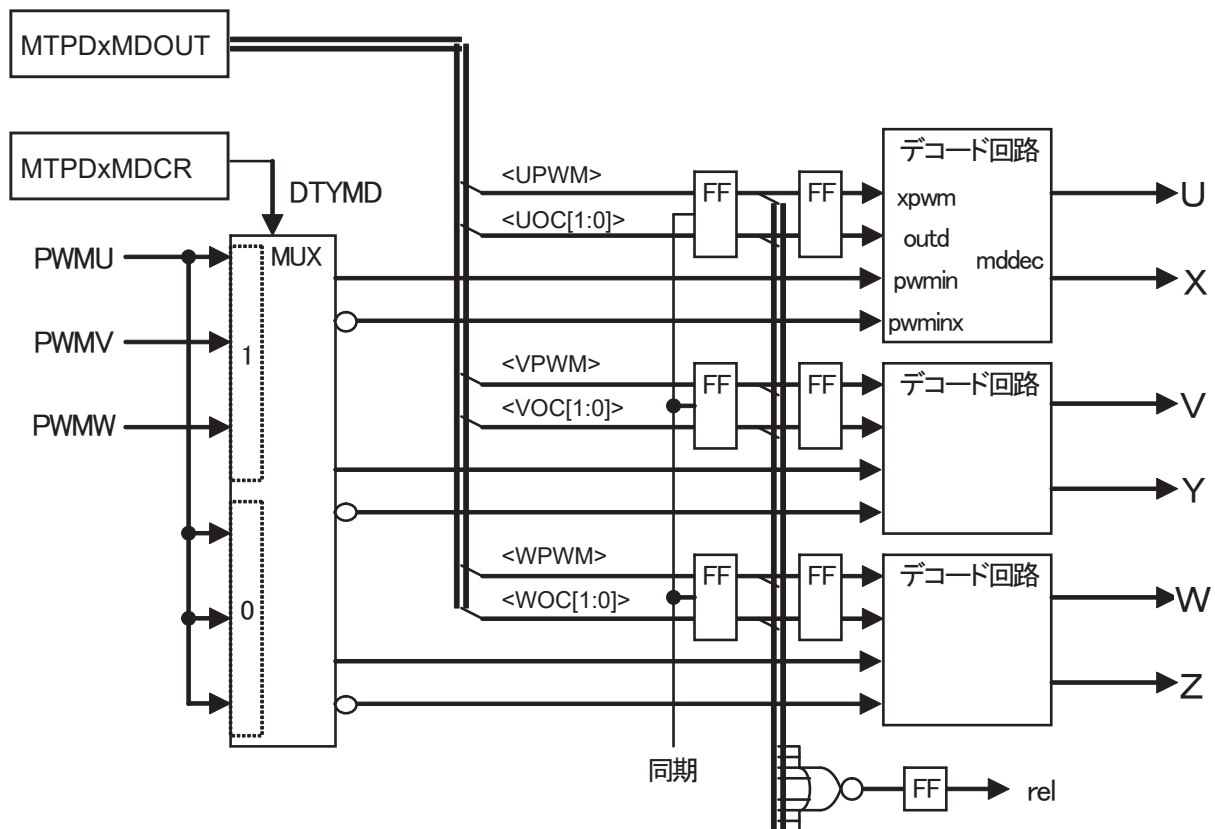 MTPDxMDOUT
MTPDxMDCR
DTYMD
PWMU
PWMV
PWMW
MUX
1
0
<UPWM>
<UOC[1:0]>
FF
FF
デコード回路
xpwm
outd
mddec
pwmin
pwminx
U
X
<VPWM>
<VOC[1:0]>
FF
FF
デコード回路
V
Y
<WPWM>
<WOC[1:0]>
FF
FF
デコード回路
W
Z
同期
FF
rel